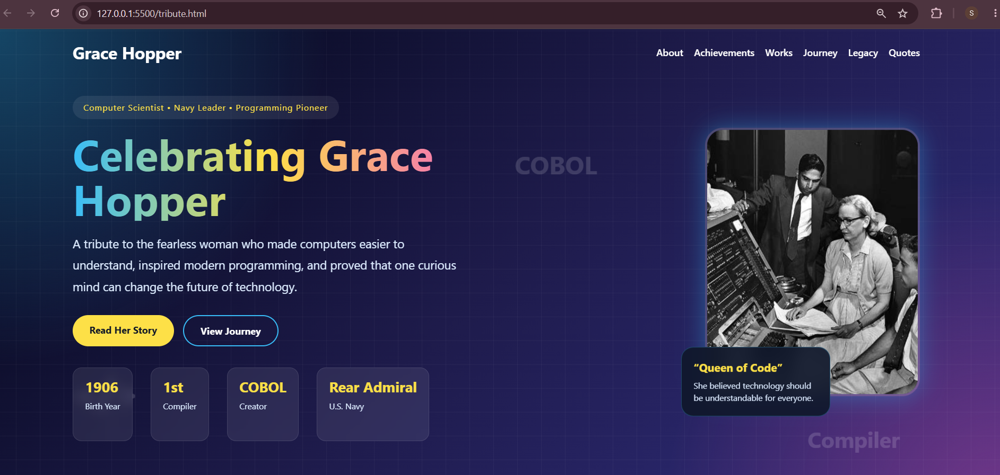 127.0.0.1:5500/tribute.html
S
Grace Hopper
About Achievements Works Journey Legacy Quotes
Computer Scientist • Navy Leader • Programming Pioneer
Celebrating Grace
Hopper
COBOL
A tribute to the fearless woman who made computers easier to
understand, inspired modern programming, and proved that one curious
mind can change the future of technology.
Read Her Story
View Journey
1906
Birth Year
1st
Compiler
COBOL
Creator
Rear Admiral
U.S. Navy
“Queen of Code”
She believed technology should
be understandable for everyone.
Compiler